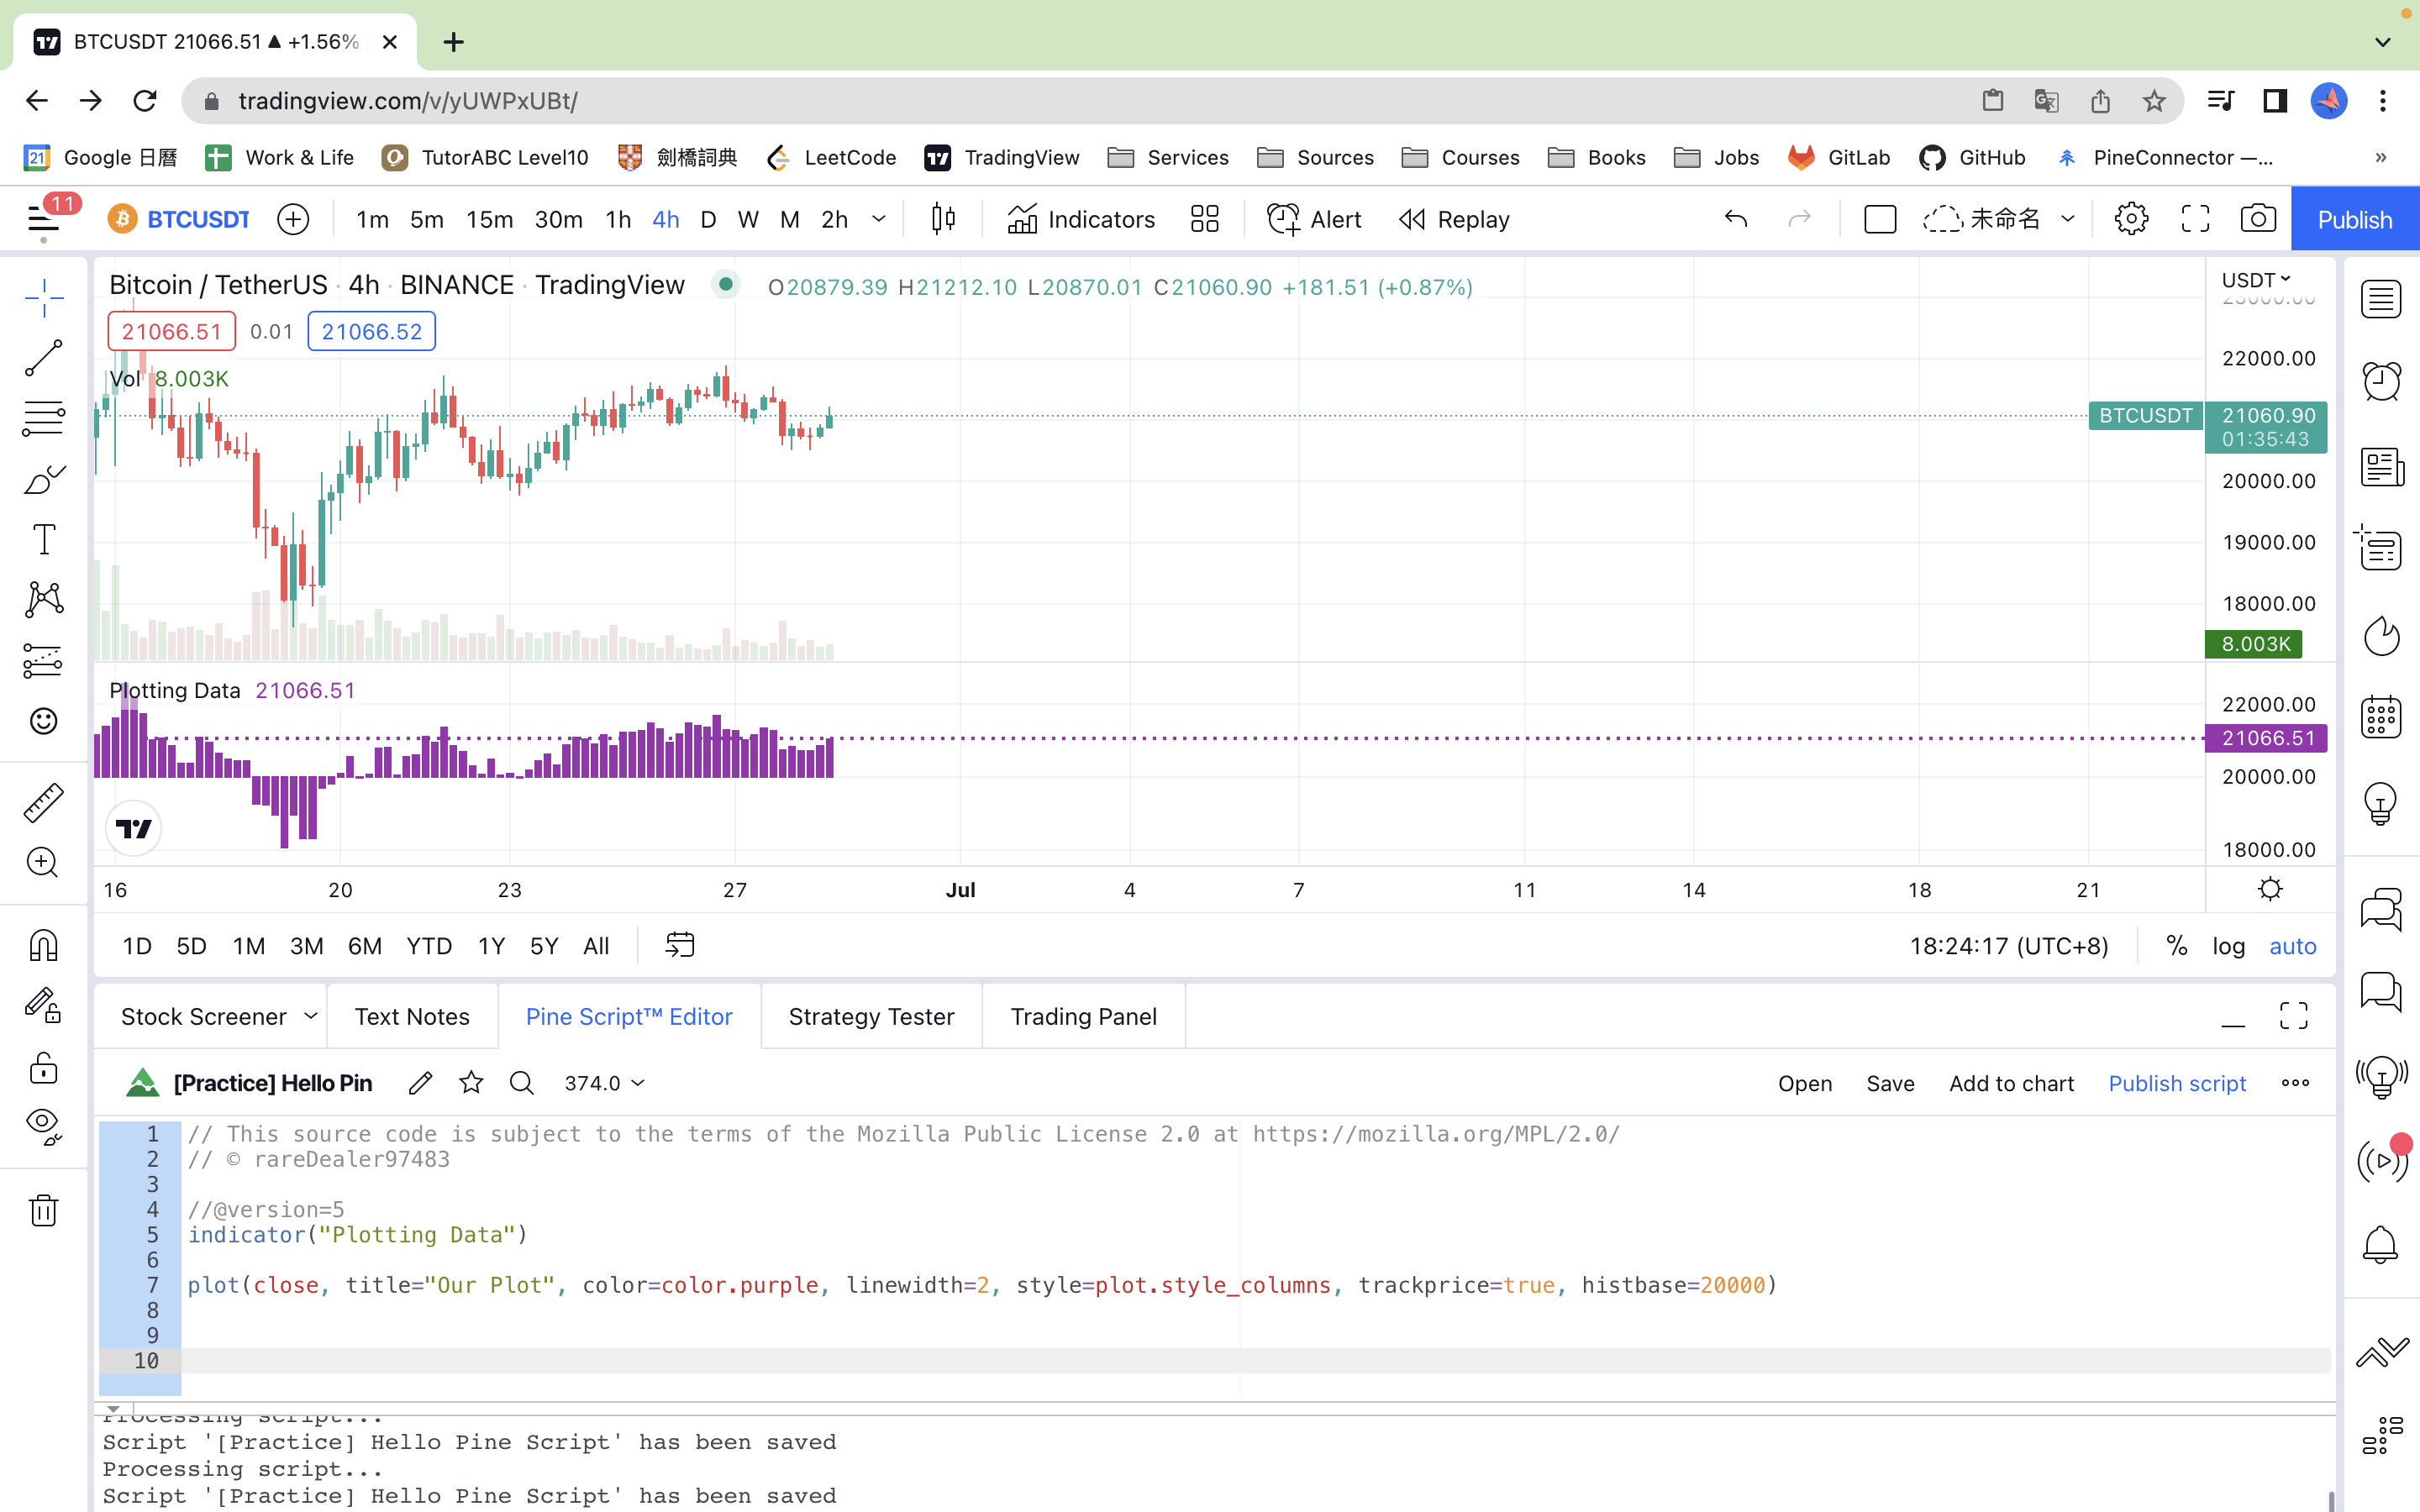 BTCUSDT 21066.51 ▲ +1.56%
tradingview.com/v/yUWPxUBt/
21 Google 日曆 Work & Life TutorABC Level10 劍橋詞典 LeetCode TradingView Services Sources Courses Books Jobs GitLab GitHub PineConnector —... »
11 BTCUSDT 1m 5m 15m 30m 1h 4h D W M 2h Indicators Alert Replay 未命名 Publish
Bitcoin / TetherUS · 4h · BINANCE · TradingView O20879.39 H21212.10 L20870.01 C21060.90 +181.51 (+0.87%)
USDT
23000.00
21066.51 0.01 21066.52
Vol 8.003K
22000.00
BTCUSDT 21060.90
01:35:43
20000.00
19000.00
18000.00
8.003K
Plotting Data 21066.51
22000.00
21066.51
20000.00
18000.00
16 20 23 27 Jul 4 7 11 14 18 21
1D 5D 1M 3M 6M YTD 1Y 5Y All 18:24:17 (UTC+8) % log auto
Stock Screener Text Notes Pine Script™ Editor Strategy Tester Trading Panel
[Practice] Hello Pin 374.0 Open Save Add to chart Publish script
1 // This source code is subject to the terms of the Mozilla Public License 2.0 at https://mozilla.org/MPL/2.0/
2 // © rareDealer97483
3
4 //@version=5
5 indicator("Plotting Data")
6
7 plot(close, title="Our Plot", color=color.purple, linewidth=2, style=plot.style_columns, trackprice=true, histbase=20000)
8
9
10
Processing script...
Script '[Practice] Hello Pine Script' has been saved
Processing script...
Script '[Practice] Hello Pine Script' has been saved